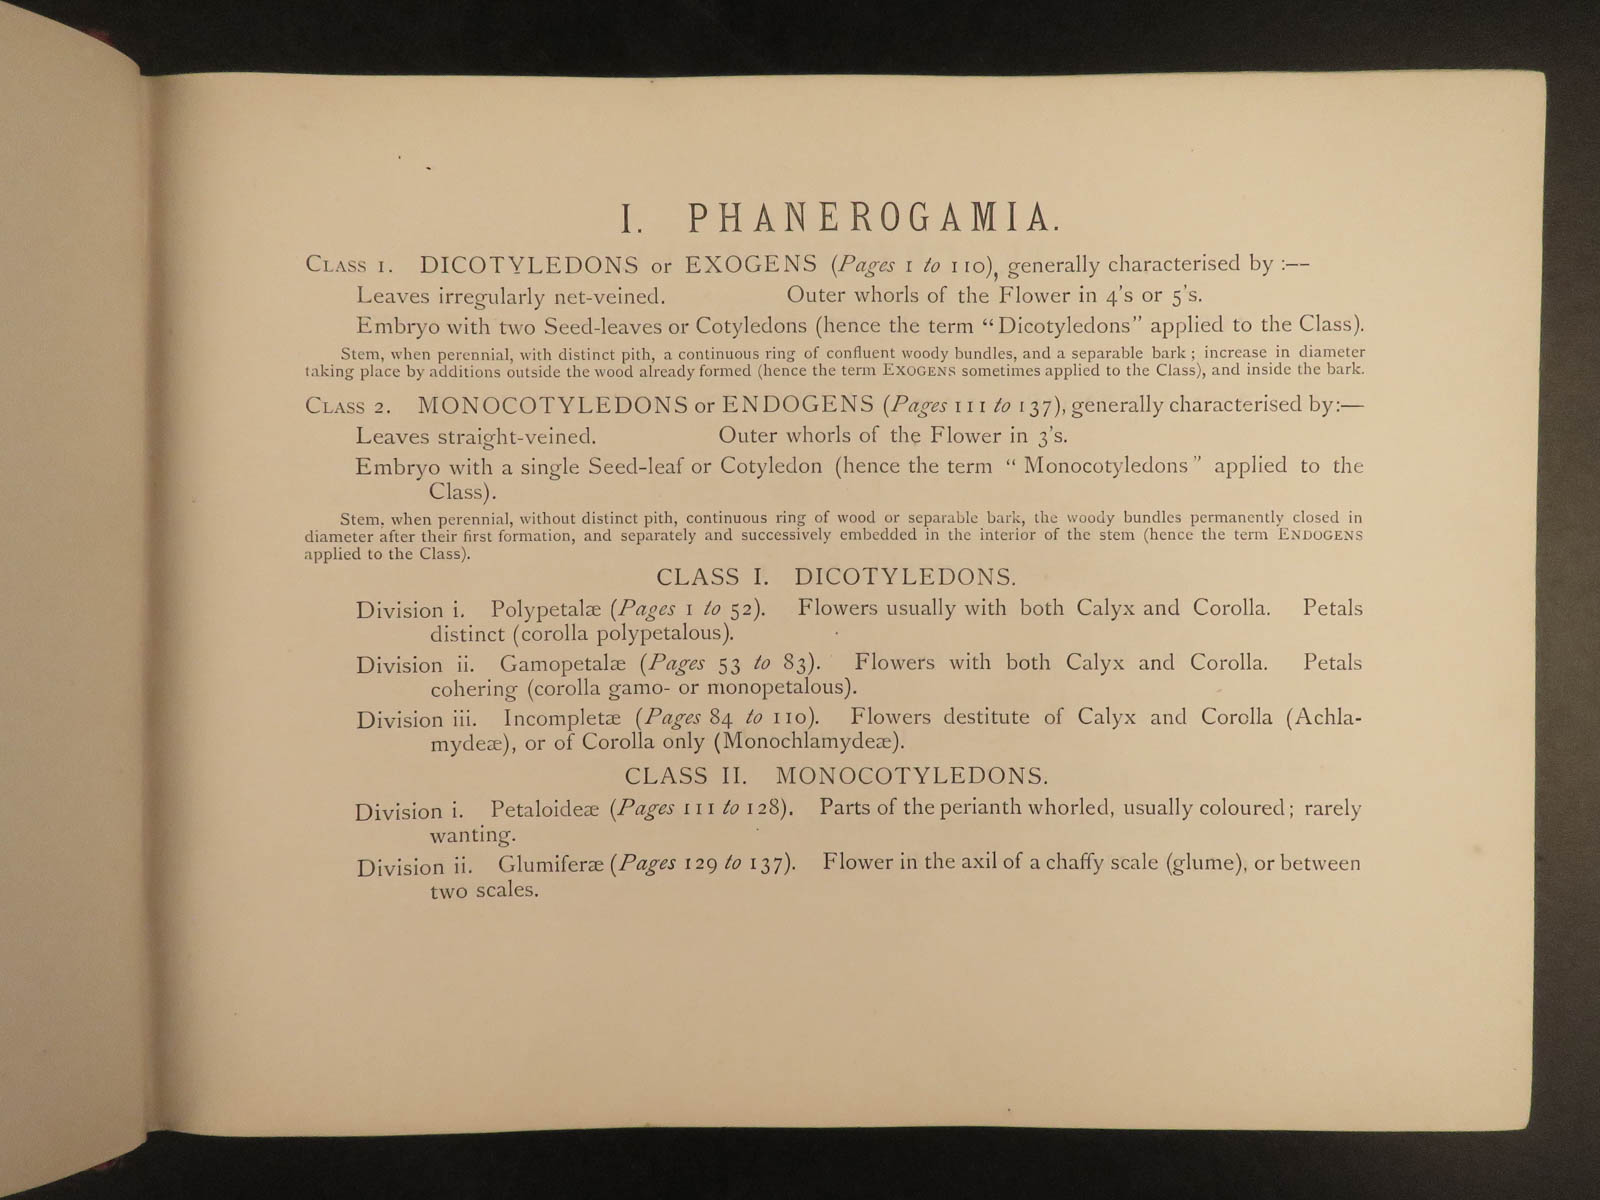 I. PHANEROGAMIA.
CLASS 1. DICOTYLEDONS or EXOGENS (Pages 1 to 110), generally characterised by :—
Leaves irregularly net-veined. Outer whorls of the Flower in 4's or 5's.
Embryo with two Seed-leaves or Cotyledons (hence the term “Dicotyledons” applied to the Class).
Stem, when perennial, with distinct pith, a continuous ring of confluent woody bundles, and a separable bark ; increase in diameter
taking place by additions outside the wood already formed (hence the term EXOGENS sometimes applied to the Class), and inside the bark.
CLASS 2. MONOCOTYLEDONS or ENDOGENS (Pages 111 to 137), generally characterised by:—
Leaves straight-veined. Outer whorls of the Flower in 3's.
Embryo with a single Seed-leaf or Cotyledon (hence the term “ Monocotyledons ” applied to the
Class).
Stem, when perennial, without distinct pith, continuous ring of wood or separable bark, the woody bundles permanently closed in
diameter after their first formation, and separately and successively embedded in the interior of the stem (hence the term ENDOGENS
applied to the Class).
CLASS I. DICOTYLEDONS.
Division i. Polypetalæ (Pages 1 to 52). Flowers usually with both Calyx and Corolla. Petals
distinct (corolla polypetalous).
Division ii. Gamopetalæ (Pages 53 to 83). Flowers with both Calyx and Corolla. Petals
cohering (corolla gamo- or monopetalous).
Division iii. Incompletæ (Pages 84 to 110). Flowers destitute of Calyx and Corolla (Achla-
mydeæ), or of Corolla only (Monochlamydeæ).
CLASS II. MONOCOTYLEDONS.
Division i. Petaloideæ (Pages 111 to 128). Parts of the perianth whorled, usually coloured ; rarely
wanting.
Division ii. Glumiferæ (Pages 129 to 137). Flower in the axil of a chaffy scale (glume), or between
two scales.